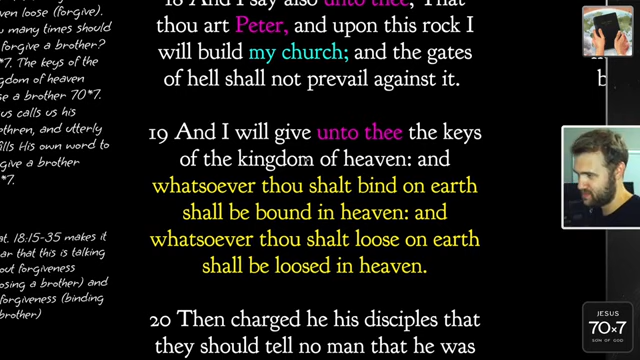 ven loose (forgive).
many times should
forgive a brother?
*7. The keys of the
gdom of heaven
se a brother 70*7.
us calls us his
ethren, and utterly
lls His own word to
give a brother
*7.
at. 18:15-35 makes it
ar that this is talking
out forgiveness
osing a brother) and
forgiveness (binding
brother)
18 And I say also unto thee, That
thou art Peter, and upon this rock I
will build my church; and the gates
of hell shall not prevail against it.
19 And I will give unto thee the keys
of the kingdom of heaven: and
whatsoever thou shalt bind on earth
shall be bound in heaven: and
whatsoever thou shalt loose on earth
shall be loosed in heaven.
20 Then charged he his disciples that
they should tell no man that he was
b
JESUS
70×7
SON OF GOD